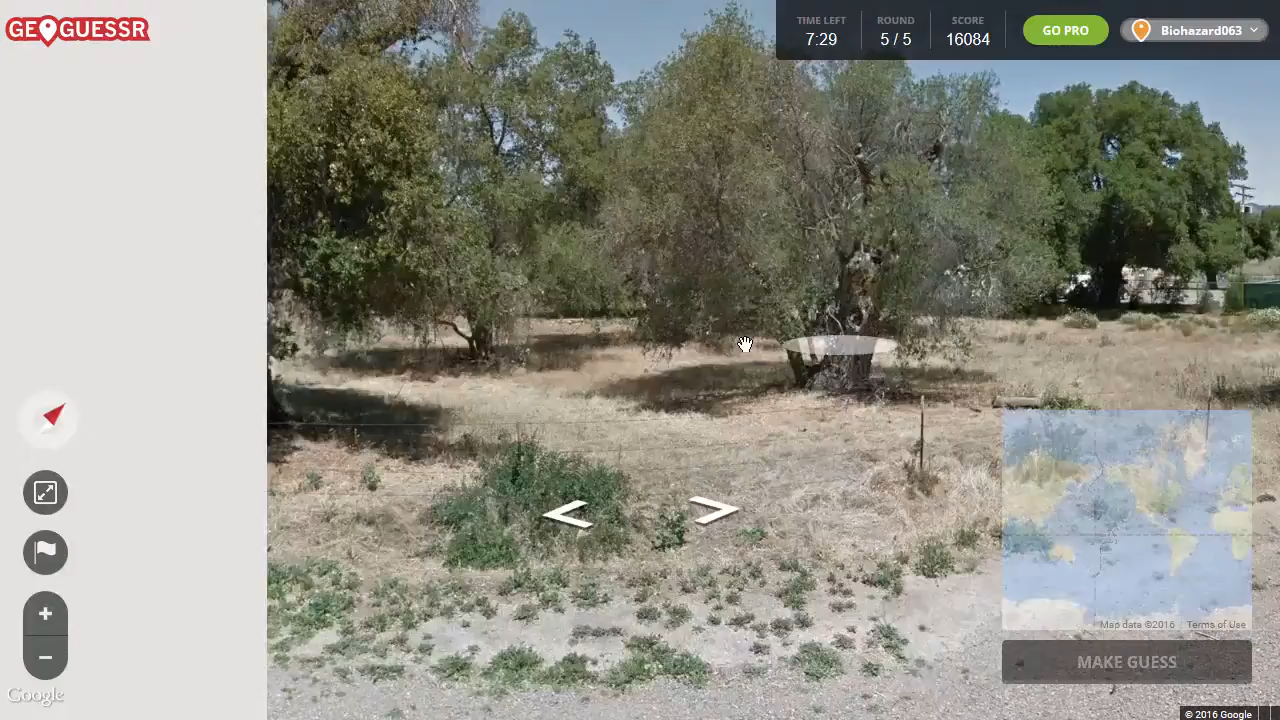 GEOGUESSR
TIME LEFT
7:29
ROUND
5 / 5
SCORE
16084
GO PRO
Biohazard063
Map data ©2016
Terms of Use
MAKE GUESS
Google
© 2016 Google